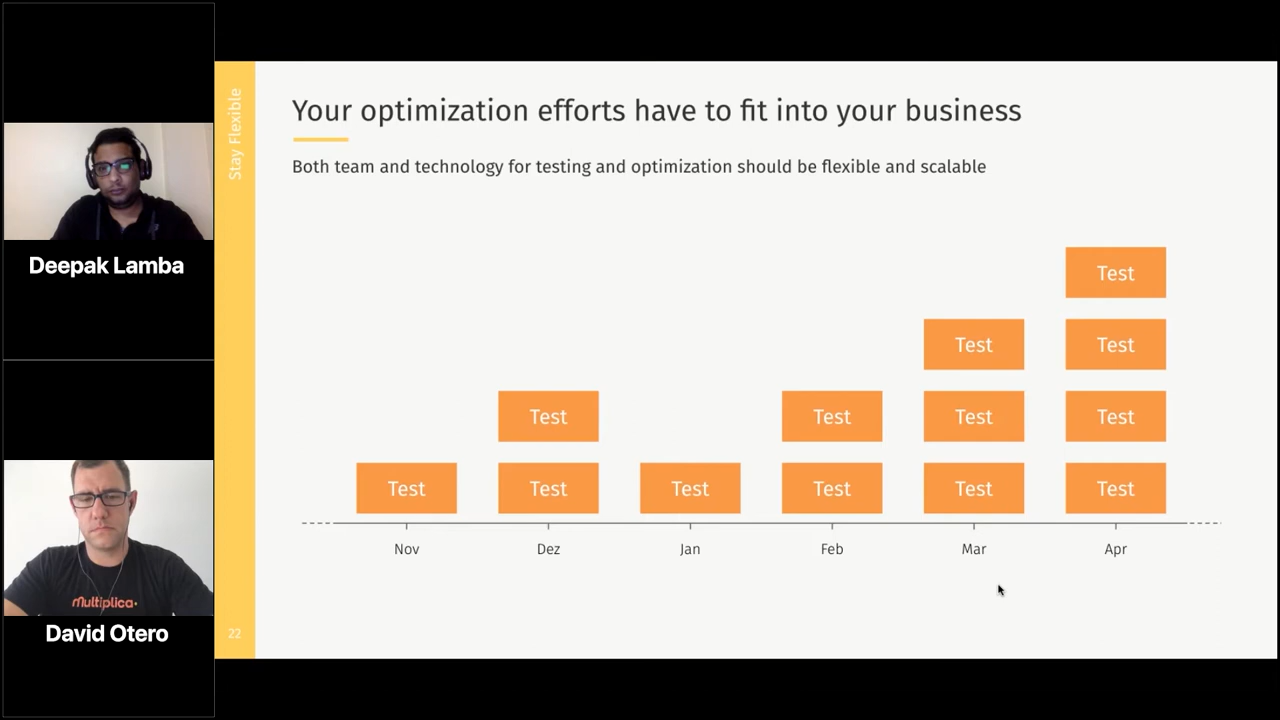 Stay Flexible
Your optimization efforts have to fit into your business
Both team and technology for testing and optimization should be flexible and scalable
Test
Test Test
Test Test Test Test
Test Test Test Test Test Test
Nov Dez Jan Feb Mar Apr
22
Deepak Lamba
Multiplica
David Otero